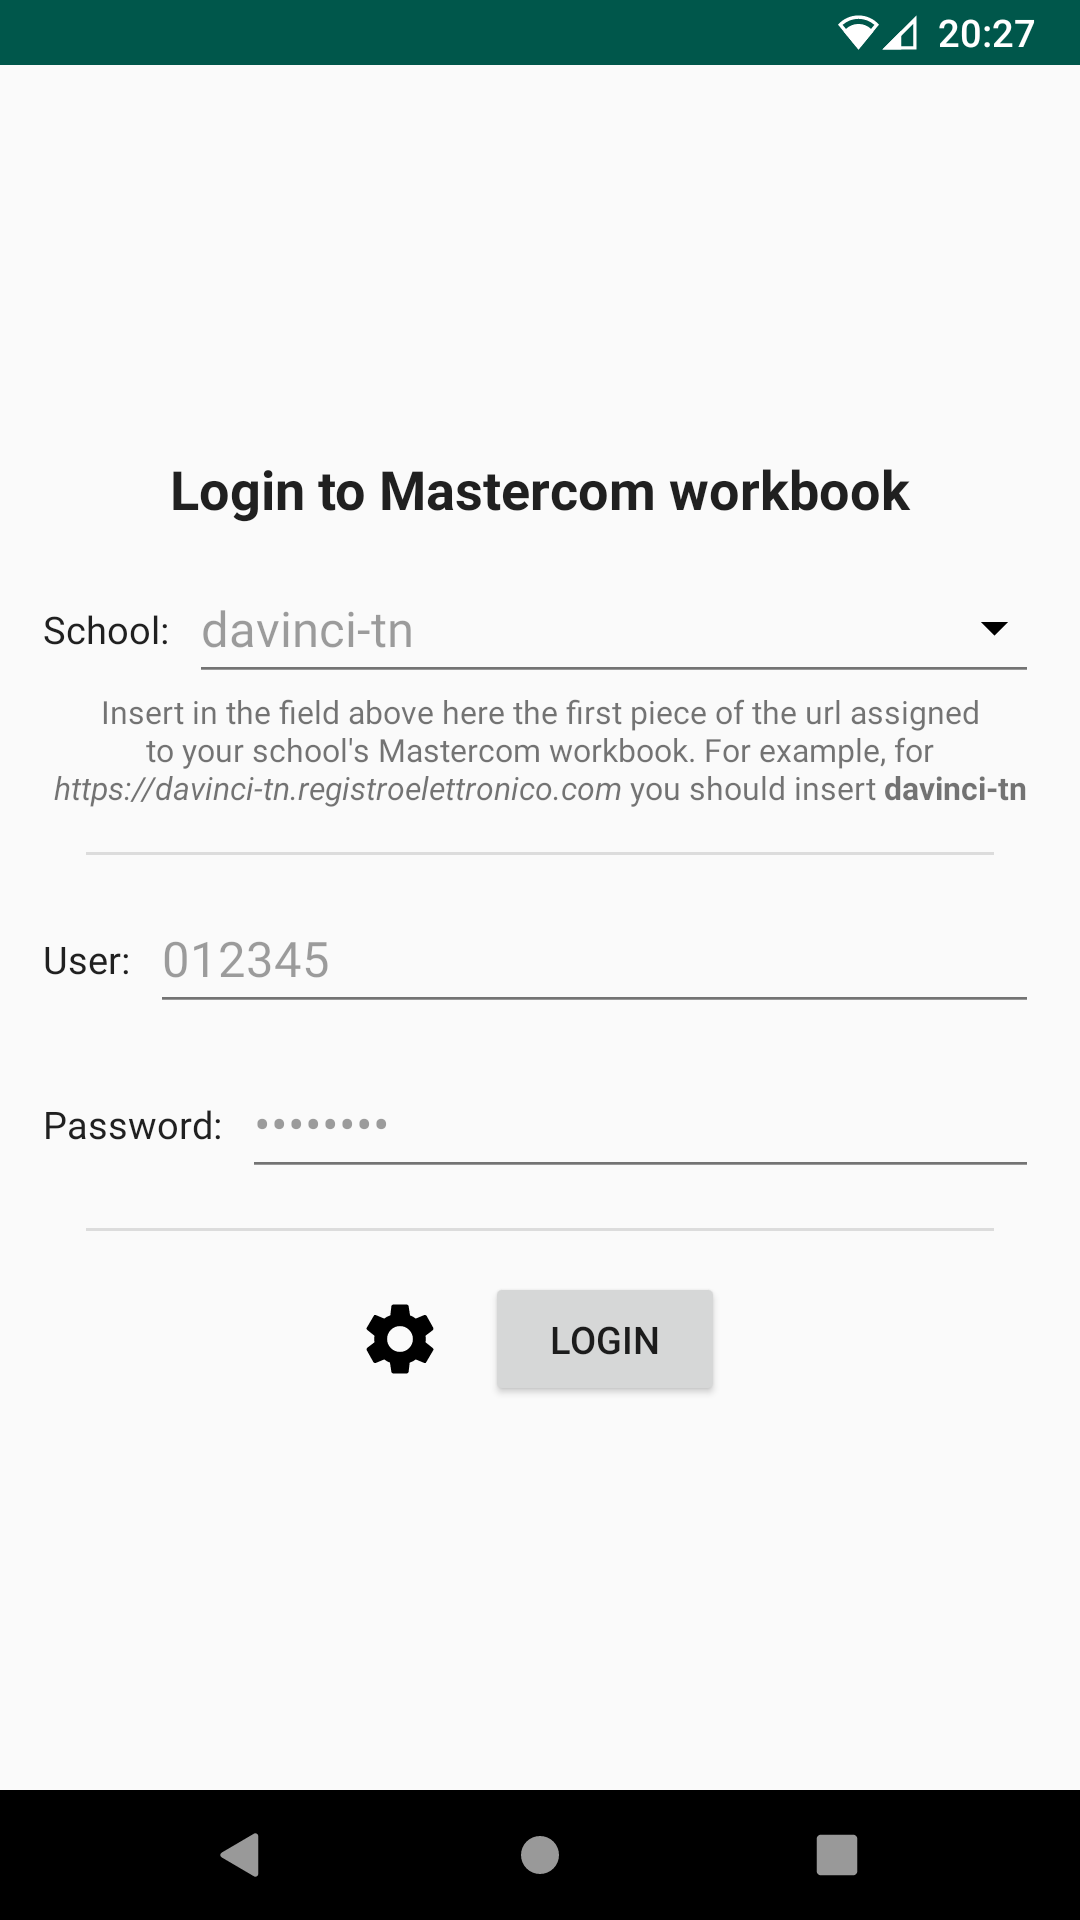 20:27
Login to Mastercom workbook
School: davinci-tn
Insert in the field above here the first piece of the url assigned
to your school's Mastercom workbook. For example, for
https://davinci-tn.registroelettronico.com you should insert davinci-tn
User: 012345
Password: ••••••••
LOGIN